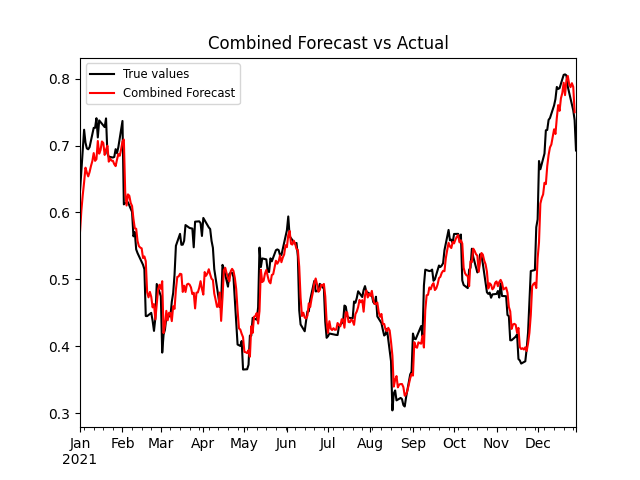 Combined Forecast vs Actual
True values
Combined Forecast
0.8
0.7
0.6
0.5
0.4
0.3
Jan Feb Mar Apr May Jun Jul Aug Sep Oct Nov Dec
2021